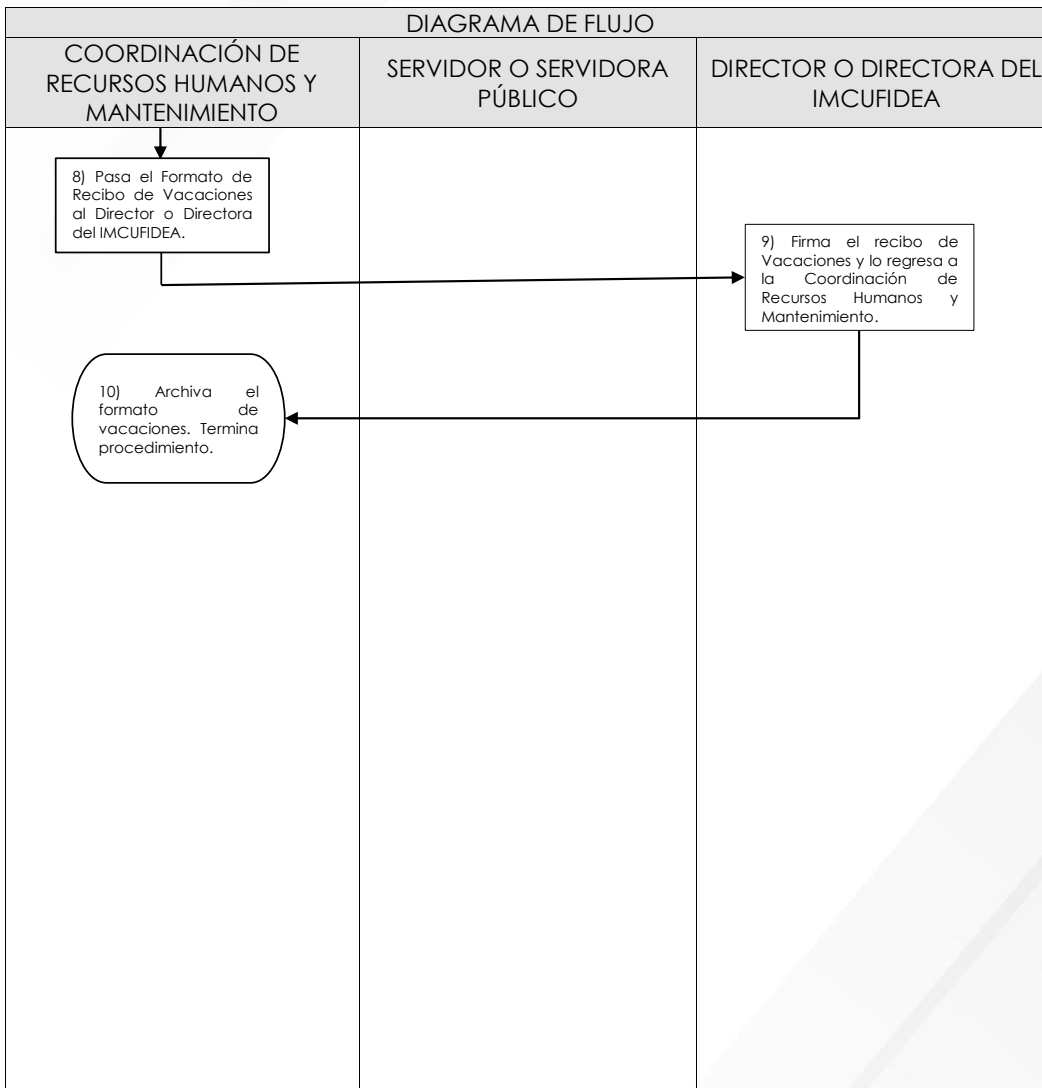 DIAGRAMA DE FLUJO
COORDINACIÓN DE
RECURSOS HUMANOS Y
MANTENIMIENTO
SERVIDOR O SERVIDORA
PÚBLICO
DIRECTOR O DIRECTORA DEL
IMCUFIDEA
8) Pasa el Formato de
Recibo de Vacaciones
al Director o Directora
del IMCUFIDEA.
9) Firma el recibo de
Vacaciones y lo regresa a
la Coordinación de
Recursos Humanos y
Mantenimiento.
10) Archiva el
formato de
vacaciones. Termina
procedimiento.